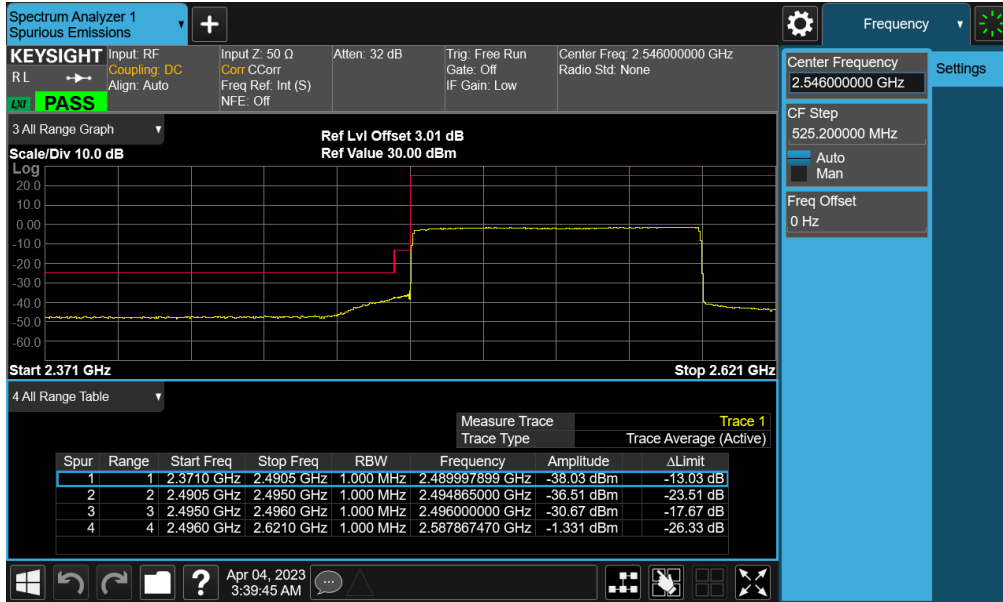 Spectrum Analyzer 1
Spurious Emissions
Frequency
KEYSIGHT
RL
LXI
PASS
Input: RF
Coupling: DC
Align: Auto
Input Z: 50 Ω
Corr CCorr
Freq Ref: Int (S)
NFE: Off
Atten: 32 dB
Trig: Free Run
Gate: Off
IF Gain: Low
Center Freq: 2.546000000 GHz
Radio Std: None
Center Frequency
2.546000000 GHz
Settings
CF Step
525.200000 MHz
Auto
Man
Freq Offset
0 Hz
3 All Range Graph
Ref Lvl Offset 3.01 dB
Scale/Div 10.0 dB
Ref Value 30.00 dBm
Log
20.0
10.0
0.00
-10.0
-20.0
-30.0
-40.0
-50.0
-60.0
Start 2.371 GHz
Stop 2.621 GHz
4 All Range Table
Measure Trace Trace 1
Trace Type Trace Average (Active)
Spur Range Start Freq Stop Freq RBW Frequency Amplitude ΔLimit
1 1 2.3710 GHz 2.4905 GHz 1.000 MHz 2.489997899 GHz -38.03 dBm -13.03 dB
2 2 2.4905 GHz 2.4950 GHz 1.000 MHz 2.494865000 GHz -36.51 dBm -23.51 dB
3 3 2.4950 GHz 2.4960 GHz 1.000 MHz 2.496000000 GHz -30.67 dBm -17.67 dB
4 4 2.4960 GHz 2.6210 GHz 1.000 MHz 2.587867470 GHz -1.331 dBm -26.33 dB
Apr 04, 2023
3:39:45 AM